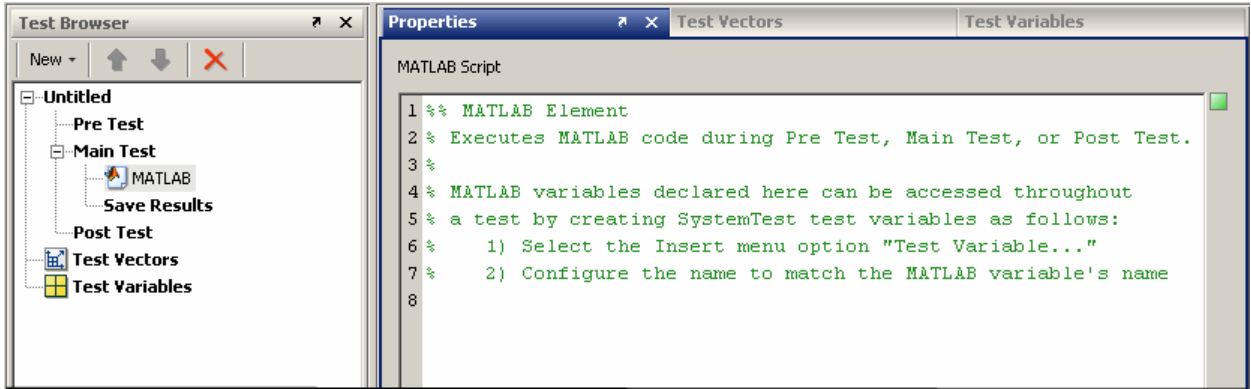 Test Browser
New
Untitled
Pre Test
Main Test
MATLAB
Save Results
Post Test
Test Vectors
Test Variables
Properties
Test Vectors
Test Variables
MATLAB Script
1 %% MATLAB Element
2 % Executes MATLAB code during Pre Test, Main Test, or Post Test.
3 %
4 % MATLAB variables declared here can be accessed throughout
5 % a test by creating SystemTest test variables as follows:
6 %    1) Select the Insert menu option "Test Variable..."
7 %    2) Configure the name to match the MATLAB variable's name
8